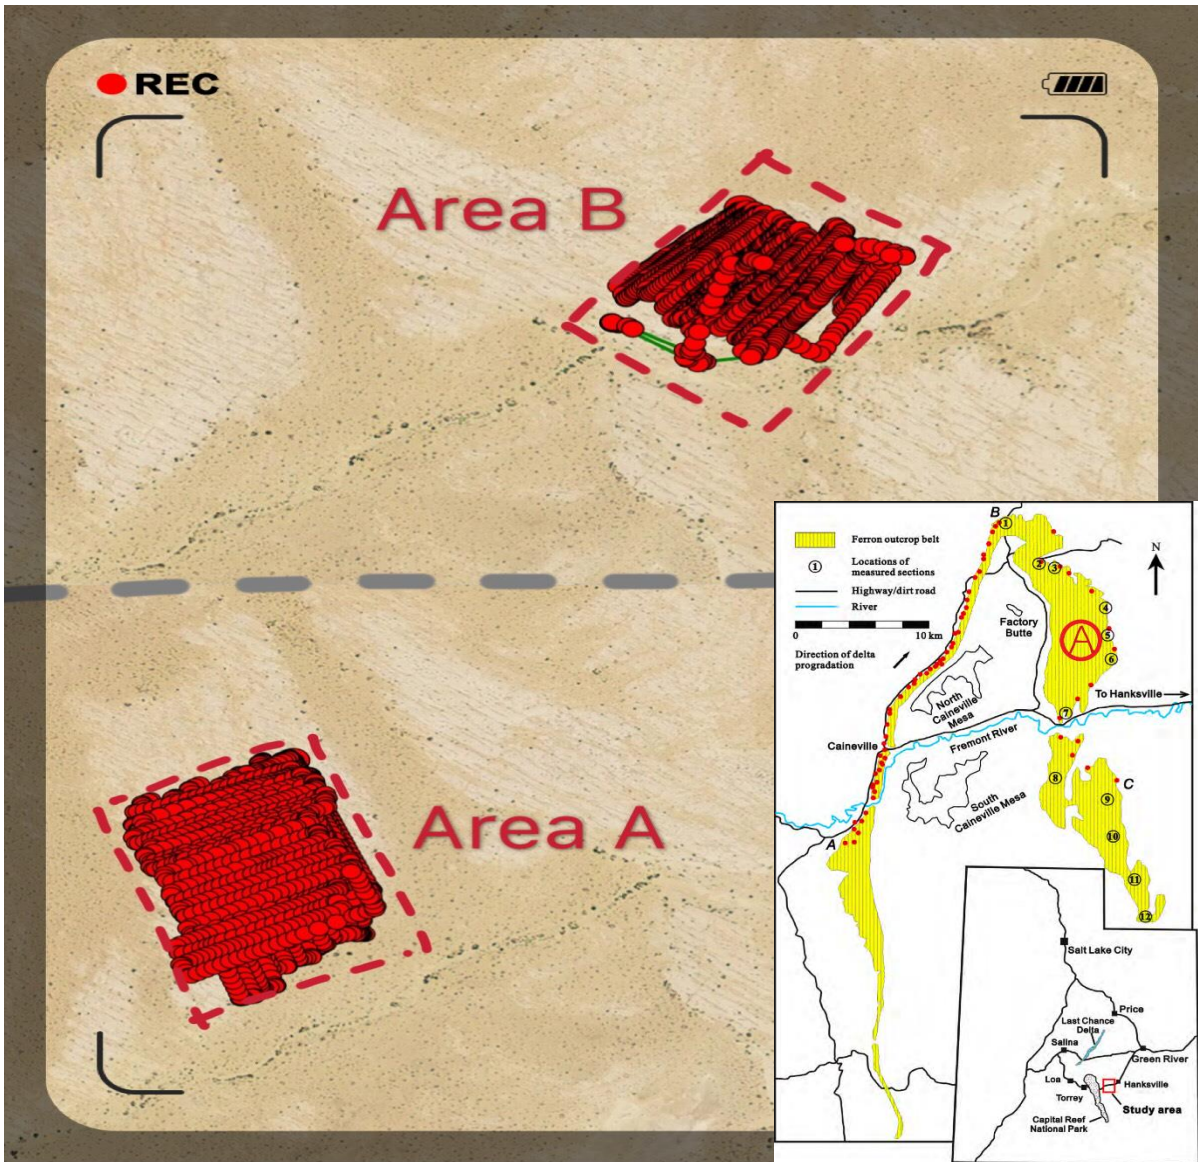 REC
Area B
Area A
B
1
Ferron outcrop belt
1
Locations of
measured sections
Highway/dirt road
River
0
10 km
Direction of delta
progradation
N
2
3
4
5
6
7
A
Factory
Butte
To Hanksville
North
Caineville
Mesa
Caineville
Fremont River
South
Caineville Mesa
A
8
C
9
10
11
12
Salt Lake City
Price
Last Chance
Delta
Salina
Green River
Loa
Hanksville
Torrey
Study area
Capital Reef
National Park